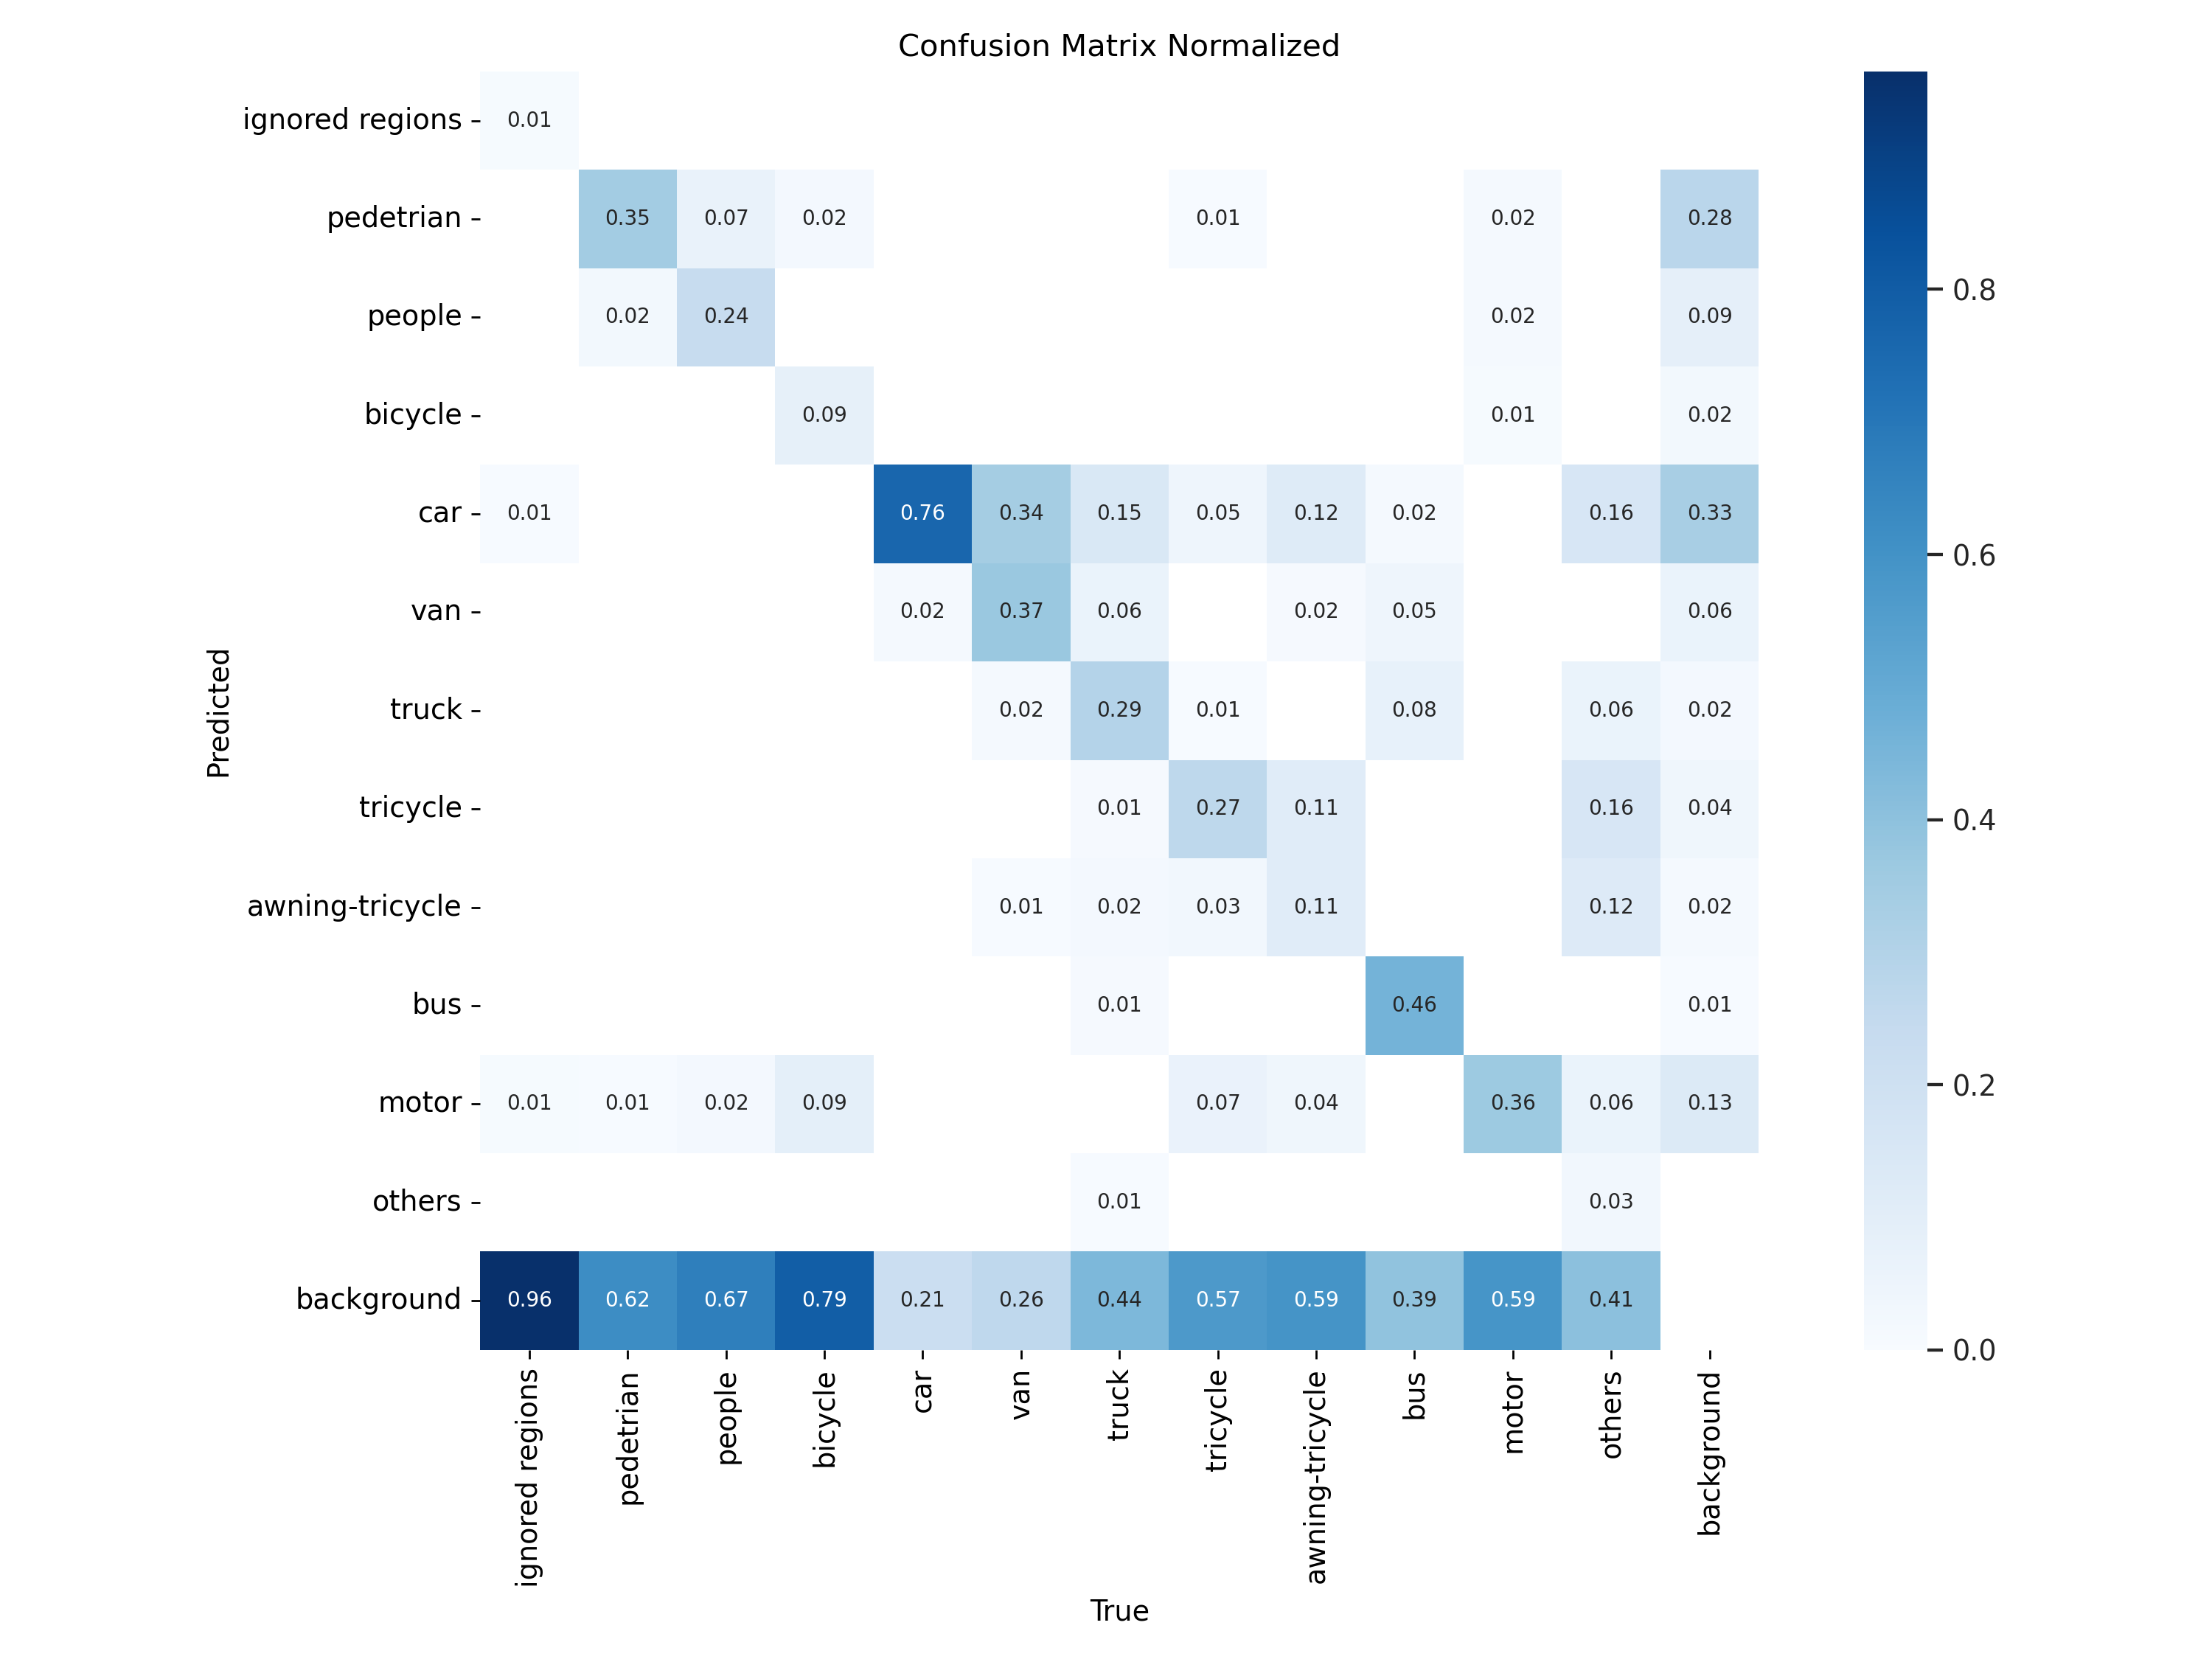 Confusion Matrix Normalized
ignored regions 0.01
pedetrian 0.35 0.07 0.02 0.01 0.02 0.28
people 0.02 0.24 0.02 0.09
bicycle 0.09 0.01 0.02
car 0.01 0.76 0.34 0.15 0.05 0.12 0.02 0.16 0.33
van 0.02 0.37 0.06 0.02 0.05 0.06
truck 0.02 0.29 0.01 0.08 0.06 0.02
tricycle 0.01 0.27 0.11 0.16 0.04
awning-tricycle 0.01 0.02 0.03 0.11 0.12 0.02
bus 0.01 0.46 0.01
motor 0.01 0.01 0.02 0.09 0.07 0.04 0.36 0.06 0.13
others 0.01 0.03
background 0.96 0.62 0.67 0.79 0.21 0.26 0.44 0.57 0.59 0.39 0.59 0.41
Predicted
ignored regions
pedetrian
people
bicycle
car
van
truck
tricycle
awning-tricycle
bus
motor
others
background
True
0.8
0.6
0.4
0.2
0.0